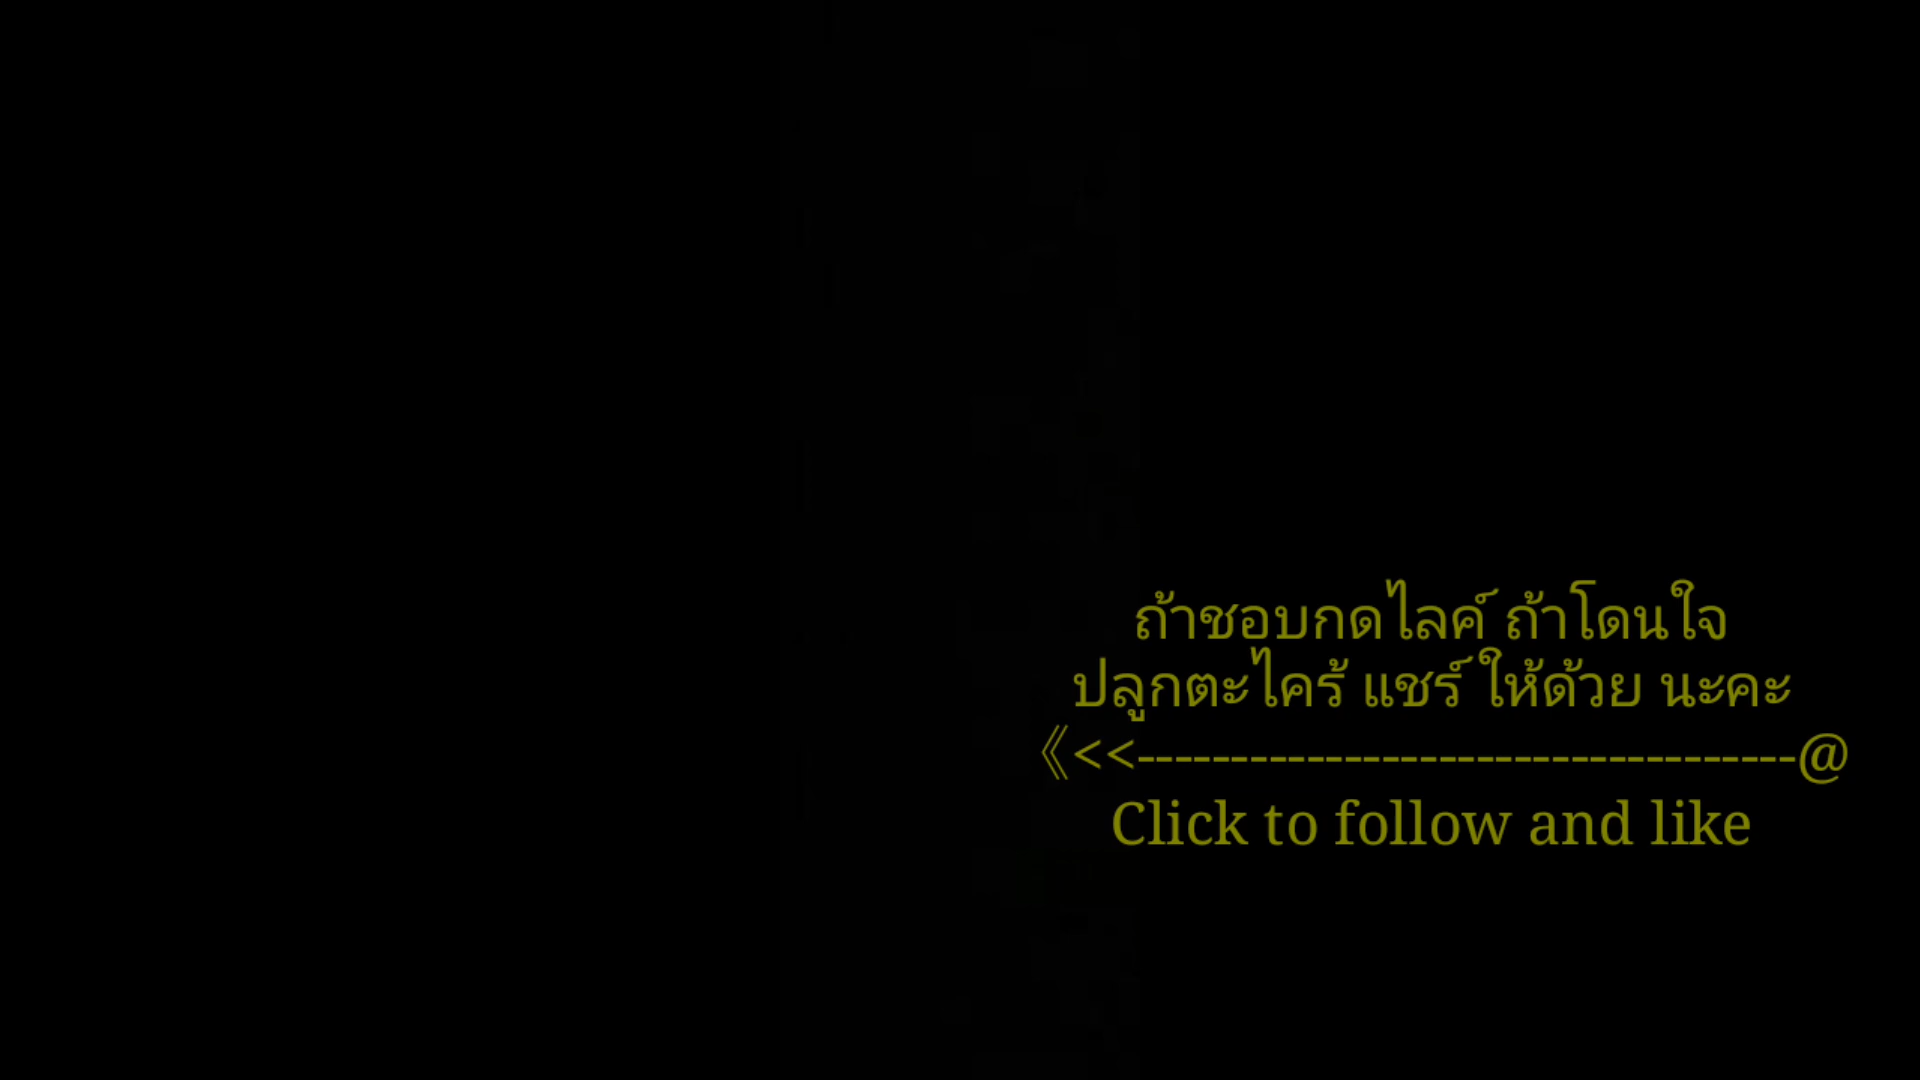 ถ้าชอบกดไลค์ ถ้าโดนใจ
ปลูกตะไคร้ แชร์ ให้ด้วย นะคะ
《<<-----------------------------------@
Click to follow and like